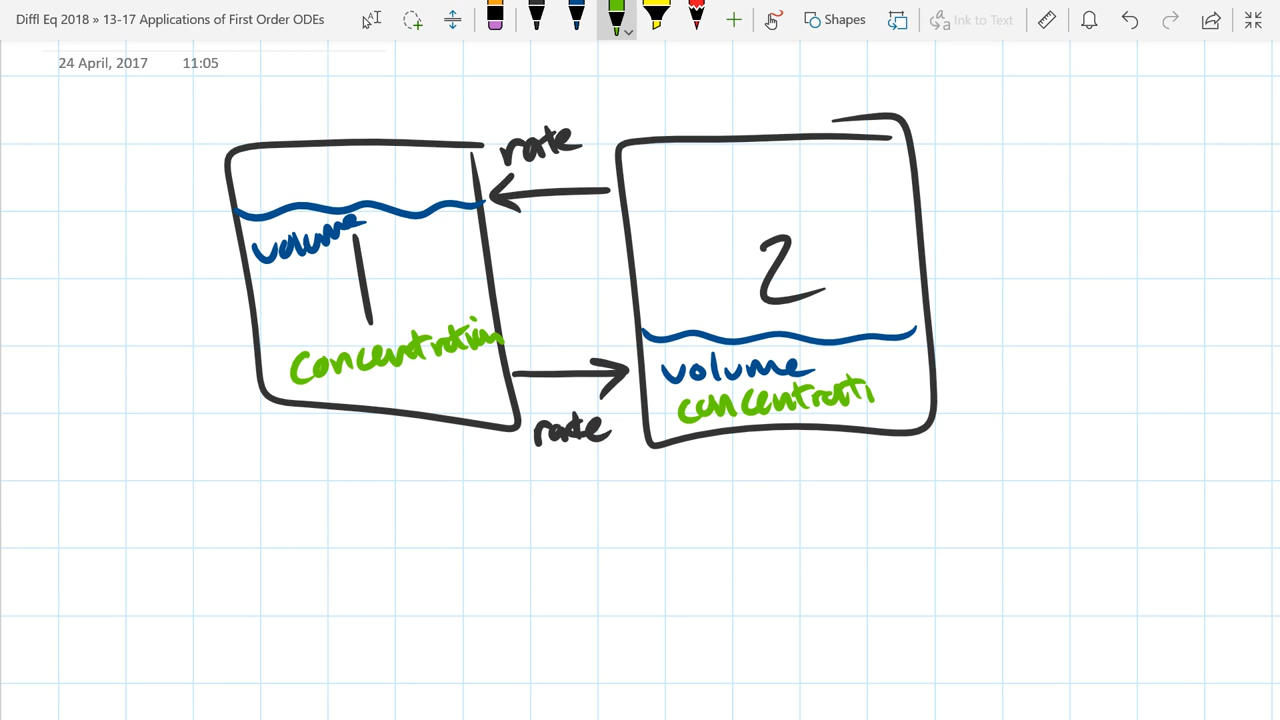 Diffl Eq 2018 » 13-17 Applications of First Order ODEs
Shapes
Ink to Text
24 April, 2017 11:05
rate
volume
1
2
concentration
volume
concentrati
rate